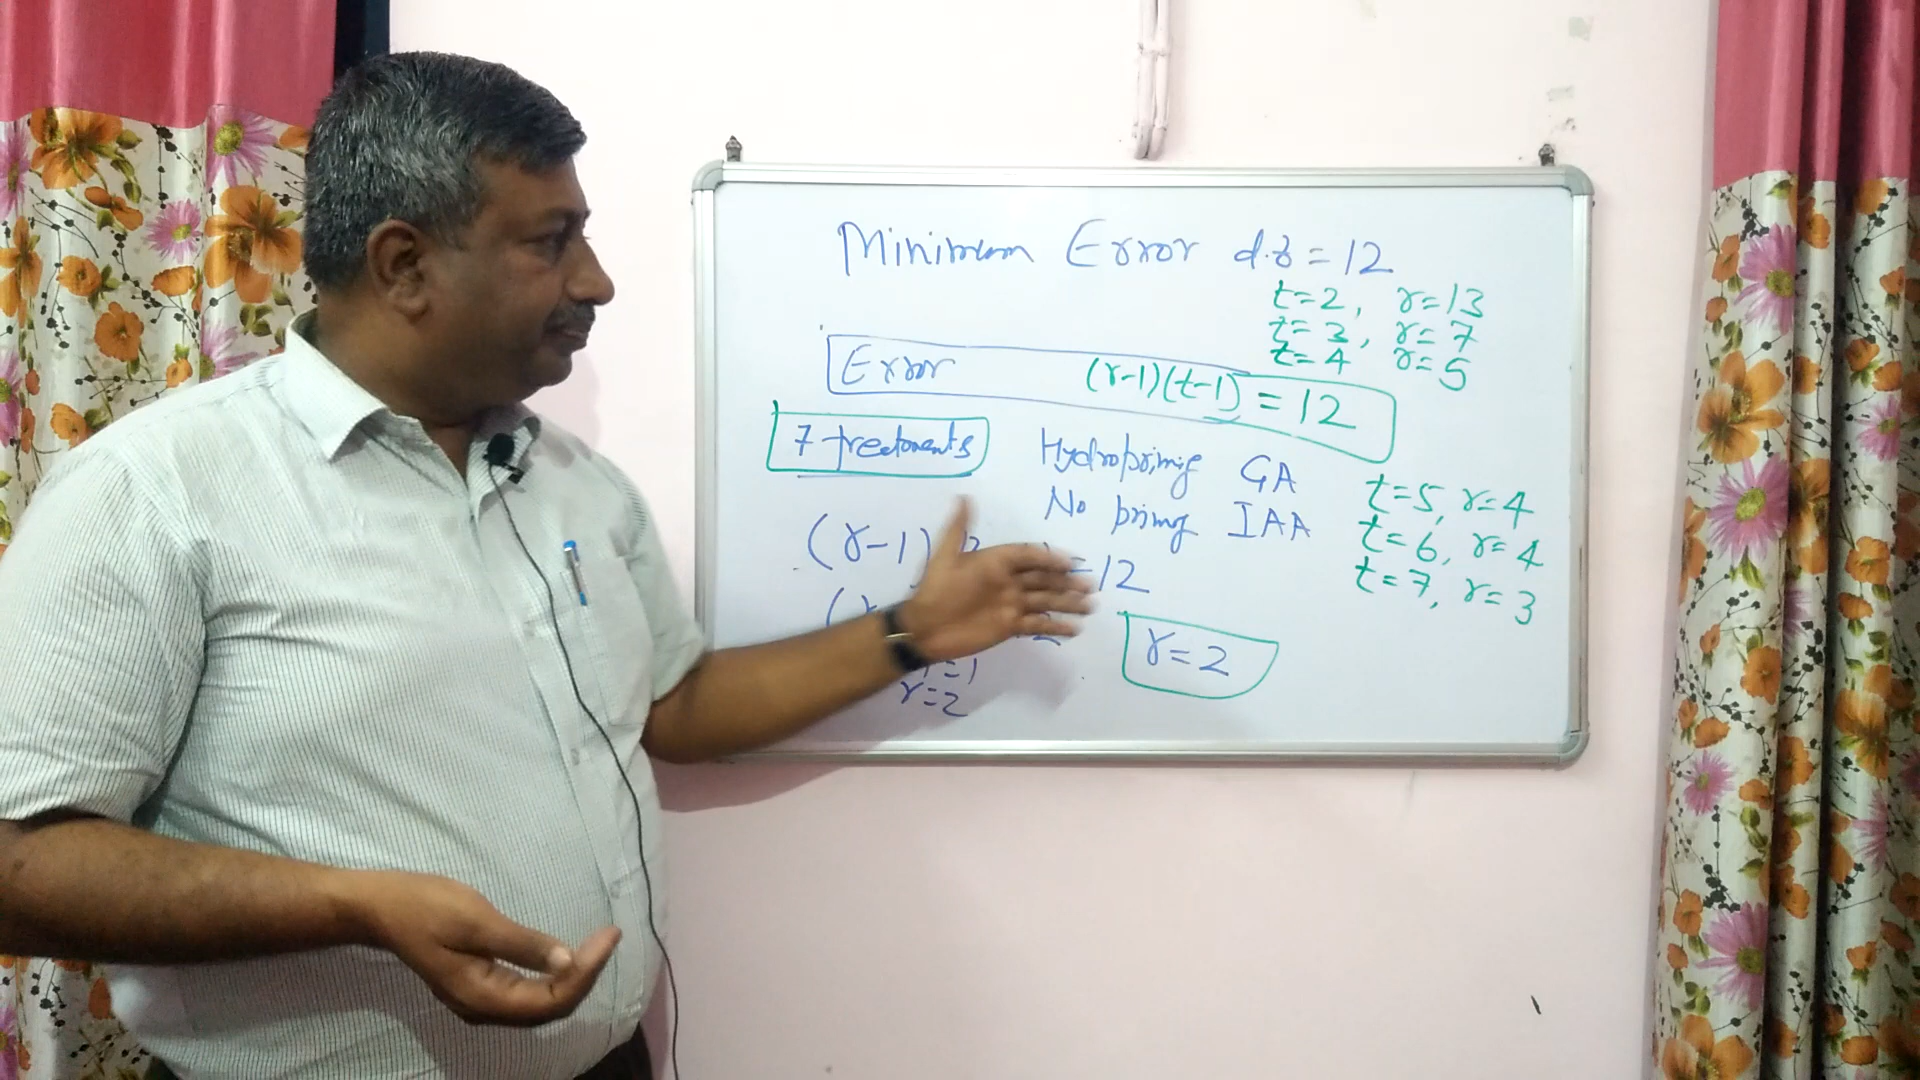 Minimum Error d.f = 12
t=2, r=13
t=3, r=7
t=4 r=5
Error (r-1)(t-1) = 12
7 treatments
Hydropriming GA
No priming IAA
t=5, r=4
t=6, r=4
t=7, r=3
(r-1) =12
r=2
r=2